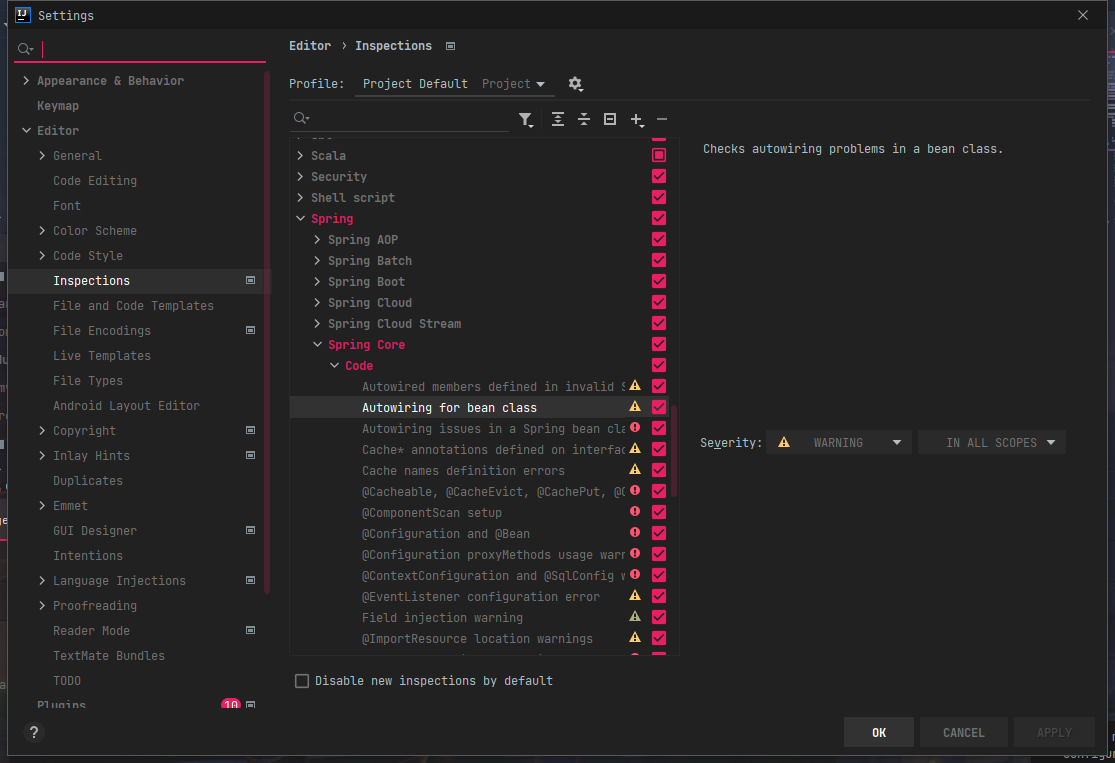 Settings
Appearance & Behavior
Keymap
Editor
General
Code Editing
Font
Color Scheme
Code Style
Inspections
File and Code Templates
File Encodings
Live Templates
File Types
Android Layout Editor
Copyright
Inlay Hints
Duplicates
Emmet
GUI Designer
Intentions
Language Injections
Proofreading
Reader Mode
TextMate Bundles
TODO
Plugins 10
?
Editor › Inspections
Profile: Project Default Project
Scala
Security
Shell script
Spring
Spring AOP
Spring Batch
Spring Boot
Spring Cloud
Spring Cloud Stream
Spring Core
Code
Autowired members defined in invalid S
Autowiring for bean class
Autowiring issues in a Spring bean cla
Cache* annotations defined on interfac
Cache names definition errors
@Cacheable, @CacheEvict, @CachePut, @C
@ComponentScan setup
@Configuration and @Bean
@Configuration proxyMethods usage warn
@ContextConfiguration and @SqlConfig w
@EventListener configuration error
Field injection warning
@ImportResource location warnings
Disable new inspections by default
Checks autowiring problems in a bean class.
Severity: WARNING IN ALL SCOPES
OK CANCEL APPLY